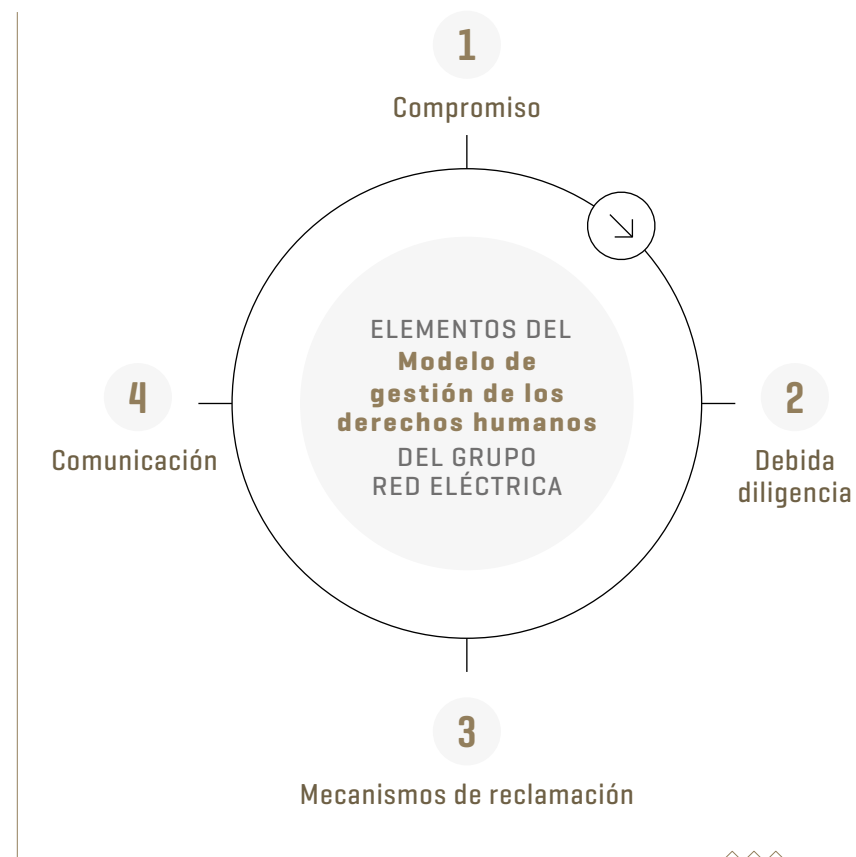 1
Compromiso
ELEMENTOS DEL
Modelo de
gestión de los
derechos humanos
DEL GRUPO
RED ELÉCTRICA
4
Comunicación
2
Debida
diligencia
3
Mecanismos de reclamación